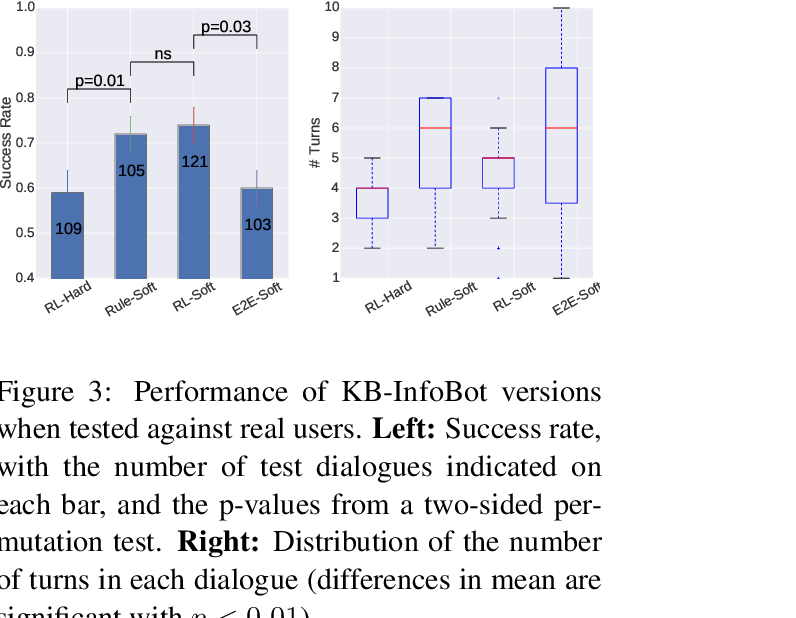 1.0
0.9
0.8
0.7
0.6
0.5
0.4
Success Rate
p=0.01
ns
p=0.03
109
105
121
103
RL-Hard
Rule-Soft
RL-Soft
E2E-Soft
10
9
8
7
6
5
4
3
2
1
# Turns
RL-Hard
Rule-Soft
RL-Soft
E2E-Soft
Figure 3: Performance of KB-InfoBot versions
when tested against real users. Left: Success rate,
with the number of test dialogues indicated on
each bar, and the p-values from a two-sided per-
mutation test. Right: Distribution of the number
of turns in each dialogue (differences in mean are
significant with p < 0.01)